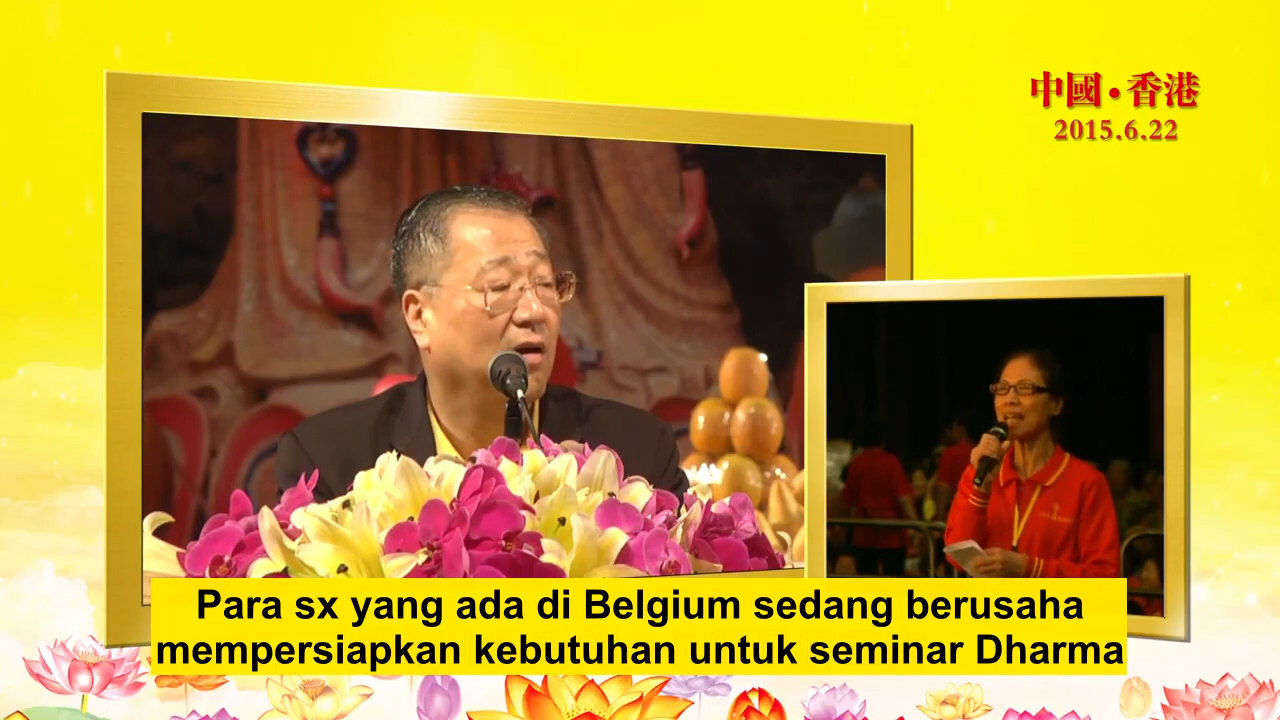 中國•香港
2015.6.22
Para sx yang ada di Belgium sedang berusaha
mempersiapkan kebutuhan untuk seminar Dharma